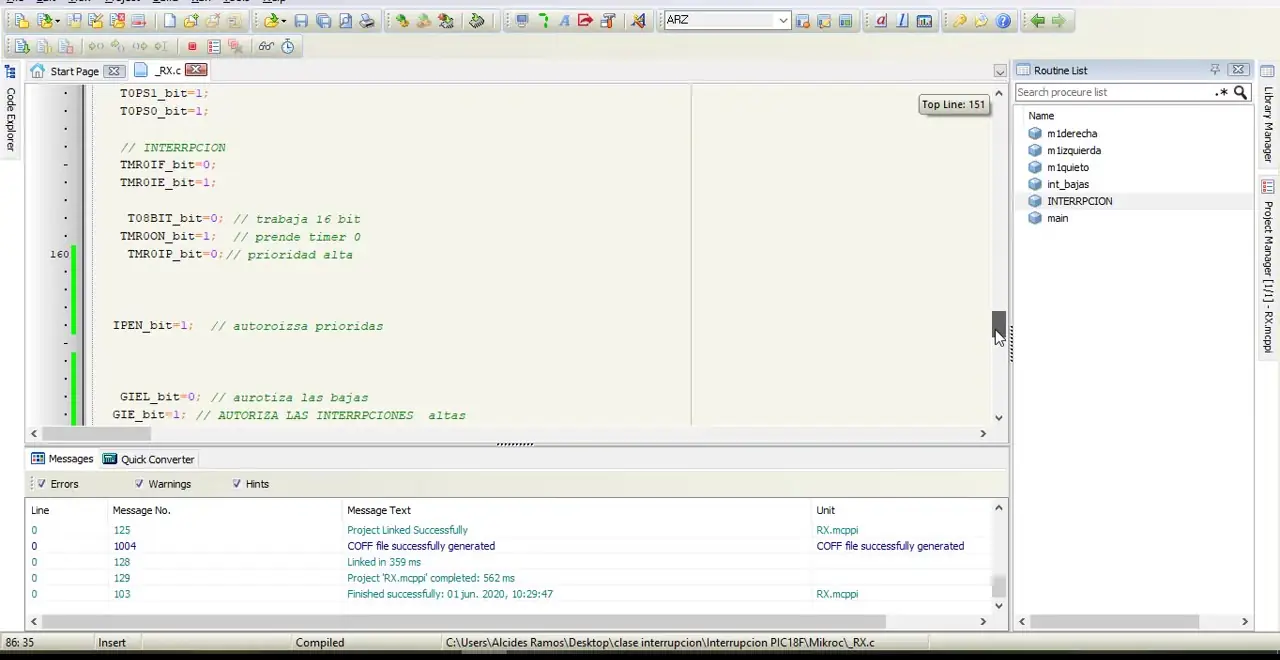 ARZ
Start Page
_RX.c
Routine List
Code Explorer
Library Manager
Project Manager [1/1] - RX.mcppi
Search proceure list
.*
Top Line: 151
Name
m1derecha
m1izquierda
m1quieto
int_bajas
INTERRPCION
main
TOPS1_bit=1;
TOPS0_bit=1;
// INTERRPCION
TMR0IF_bit=0;
TMR0IE_bit=1;
T08BIT_bit=0; // trabaja 16 bit
TMR0ON_bit=1; // prende timer 0
160
TMR0IP_bit=0;// prioridad alta
IPEN_bit=1; // autoroizsa prioridas
GIEL_bit=0; // aurotiza las bajas
GIE_bit=1; // AUTORIZA LAS INTERRPCIONES altas
Messages
Quick Converter
Errors
Warnings
Hints
Line Message No. Message Text Unit
0 125 Project Linked Successfully RX.mcppi
0 1004 COFF file successfully generated COFF file successfully generated
0 128 Linked in 359 ms
0 129 Project 'RX.mcppi' completed: 562 ms
0 103 Finished successfully: 01 jun. 2020, 10:29:47 RX.mcppi
86: 35 Insert Compiled C:\Users\Alcides Ramos\Desktop\clase interrupcion\Interrupcion PIC18F\Mikroc\_RX.c